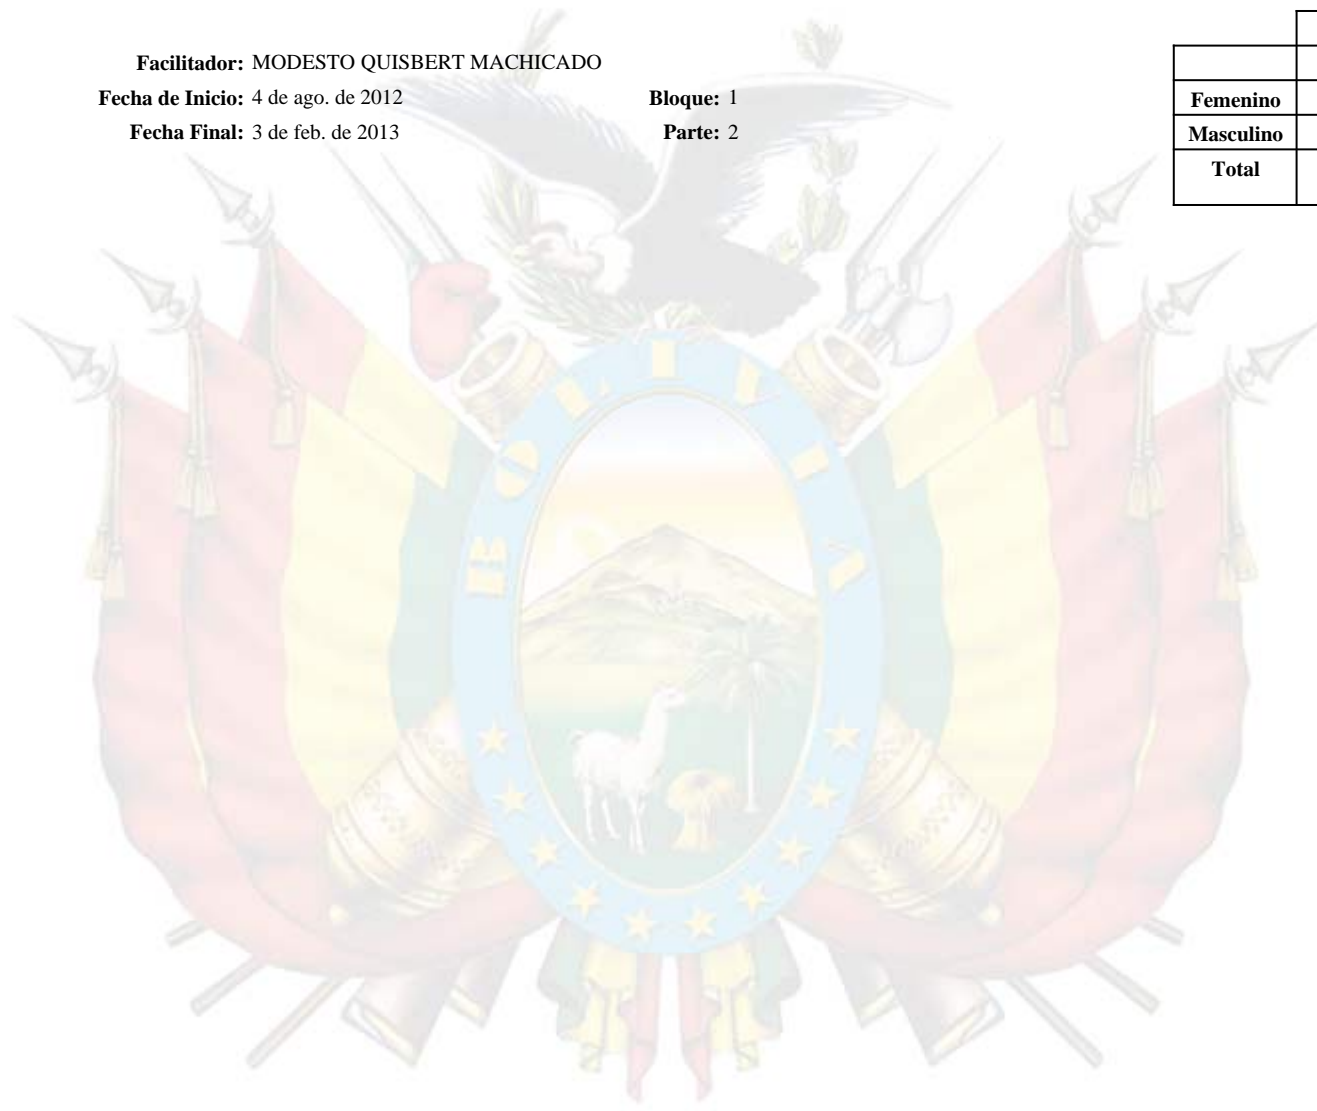 Facilitador: MODESTO QUISBERT MACHICADO
Fecha de Inicio: 4 de ago. de 2012 Bloque: 1
Fecha Final: 3 de feb. de 2013 Parte: 2
Femenino
Masculino
Total
BOLIVIA